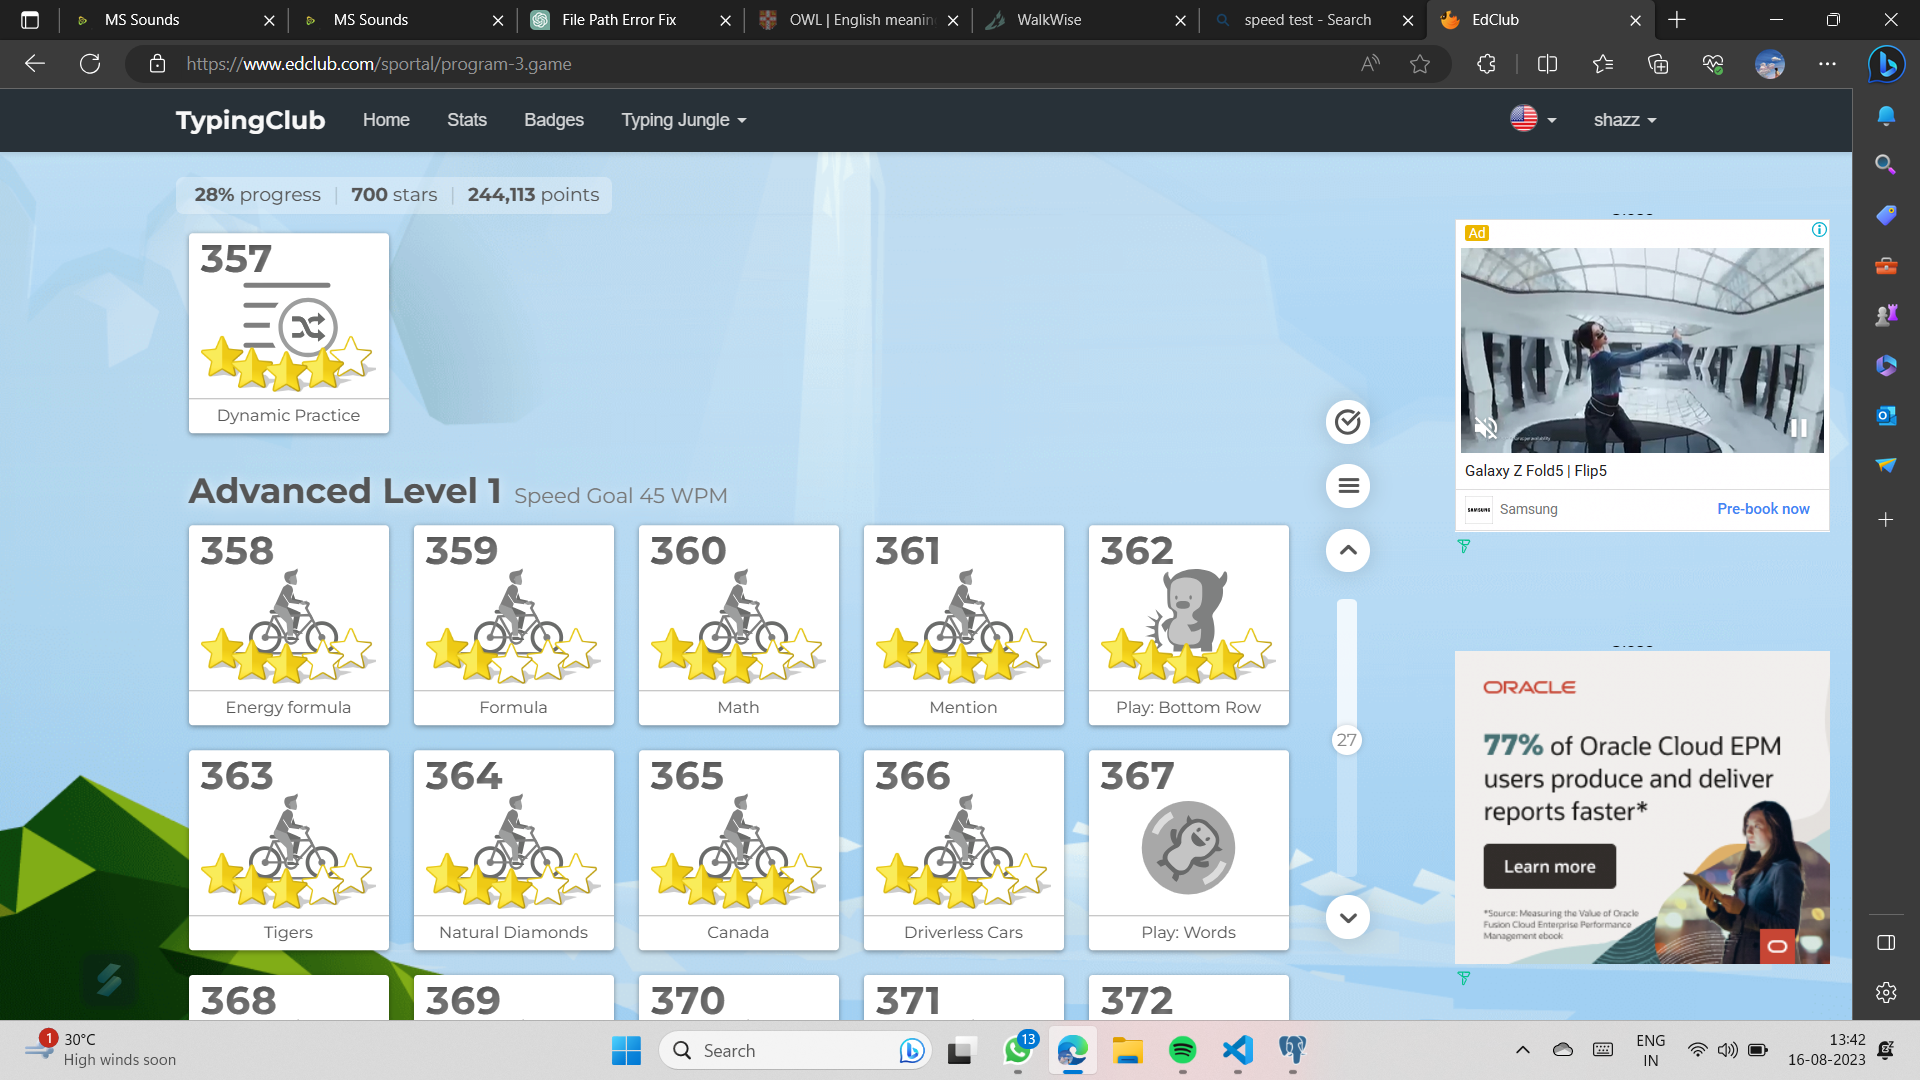 MS Sounds
MS Sounds
File Path Error Fix
OWL | English meanin
WalkWise
speed test - Search
EdClub
https://www.edclub.com/sportal/program-3.game
TypingClub Home Stats Badges Typing Jungle
shazz
28% progress | 700 stars | 244,113 points
357
Dynamic Practice
Advanced Level 1 Speed Goal 45 WPM
358
Energy formula
359
Formula
360
Math
361
Mention
362
Play: Bottom Row
363
Tigers
364
Natural Diamonds
365
Canada
366
Driverless Cars
367
Play: Words
368
369
370
371
372
27
Ad
Galaxy Z Fold5 | Flip5
SAMSUNG
Samsung
Pre-book now
ORACLE
77% of Oracle Cloud EPM
users produce and deliver
reports faster*
Learn more
*Source: Measuring the Value of Oracle
Fusion Cloud Enterprise Performance
Management ebook
1
30°C
High winds soon
Search
13
ENG
IN
13:42
16-08-2023